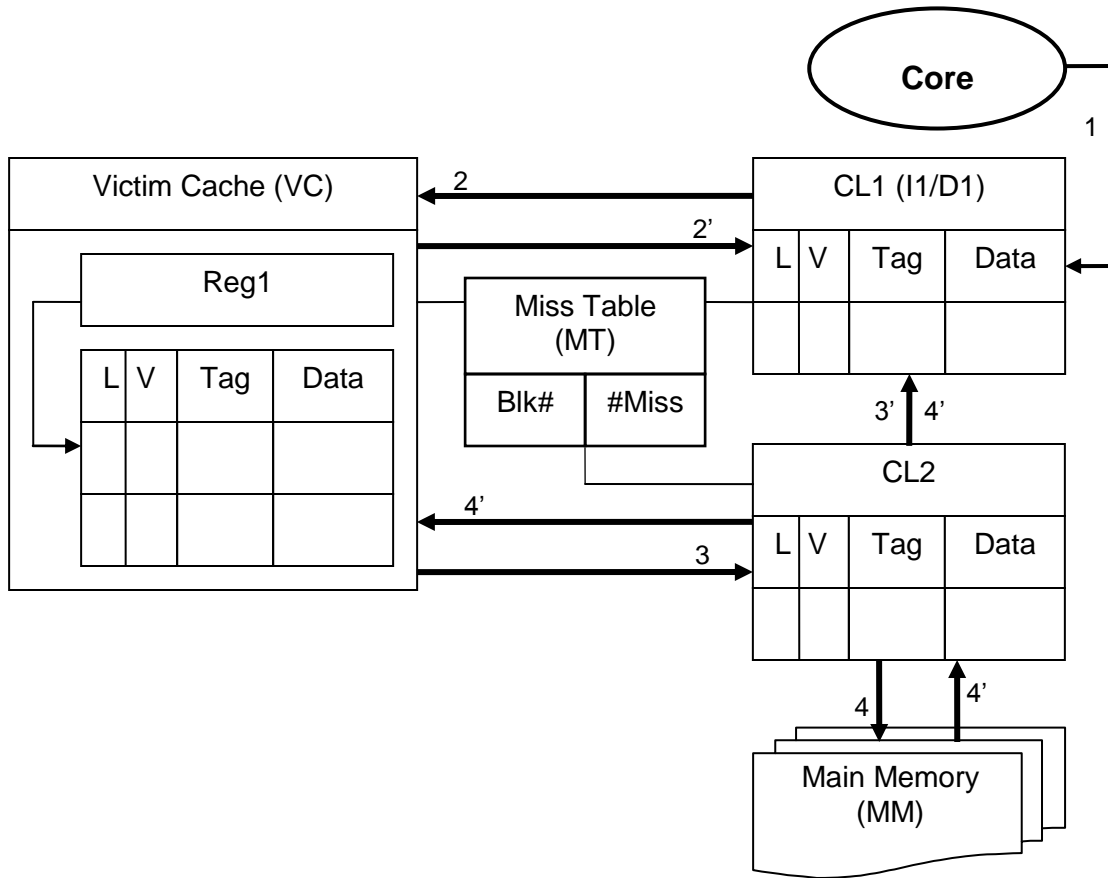 Core
1
Victim Cache (VC)
2
CL1 (I1/D1)
2'
L V Tag Data
Reg1
Miss Table
(MT)
L V Tag Data
Blk# #Miss
3’ 4’
CL2
4’
L V Tag Data
3
4 4’
Main Memory
(MM)